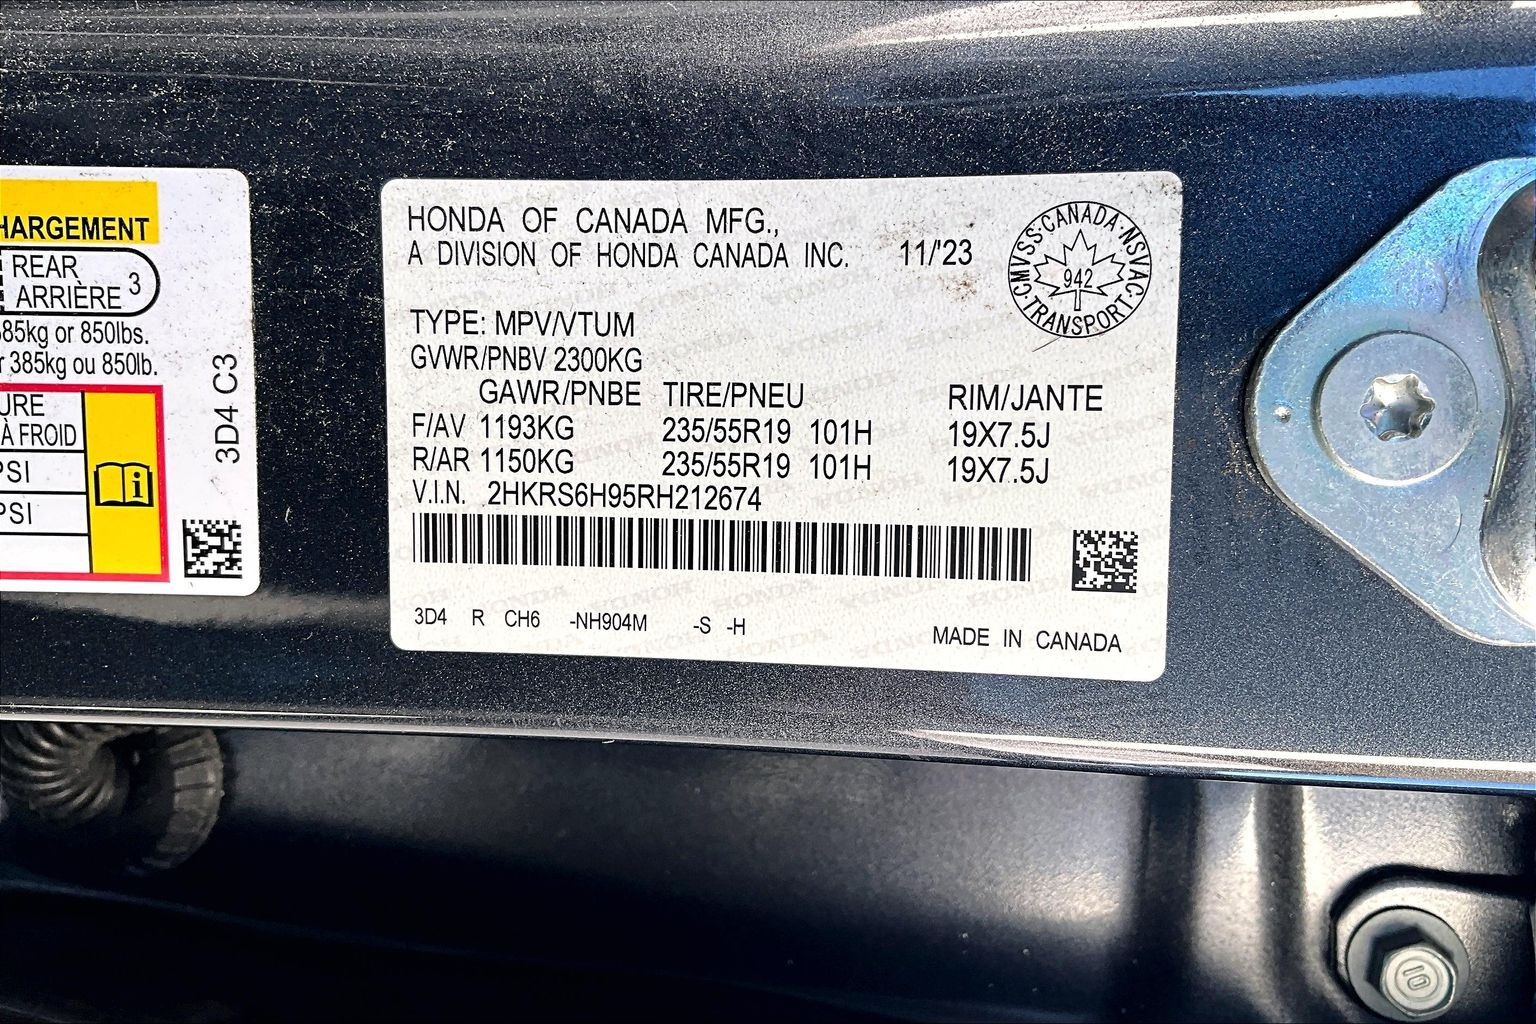 HARGEMENT
REAR
ARRIÈRE 3
385kg or 850lbs.
r 385kg ou 850lb.
URE
À FROID
PSI
PSI
i
3D4 C3
HONDA OF CANADA MFG.,
A DIVISION OF HONDA CANADA INC. 11/'23
CMVSS·CANADA·NSVAC·TRANSPORT
942
TYPE: MPV/VTUM
GVWR/PNBV 2300KG
GAWR/PNBE TIRE/PNEU RIM/JANTE
F/AV 1193KG 235/55R19 101H 19X7.5J
R/AR 1150KG 235/55R19 101H 19X7.5J
V.I.N. 2HKRS6H95RH212674
3D4 R CH6 -NH904M -S -H
MADE IN CANADA
10